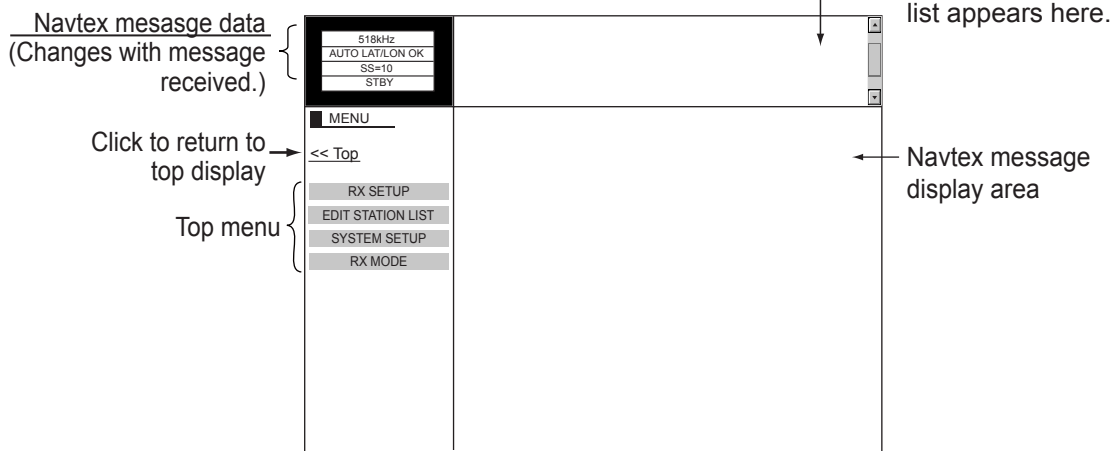 list appears here.
Navtex mesasge data
(Changes with message
received.)
518kHz
AUTO LAT/LON OK
SS=10
STBY
MENU
Click to return to
top display
<< Top
Navtex message
display area
Top menu
RX SETUP
EDIT STATION LIST
SYSTEM SETUP
RX MODE